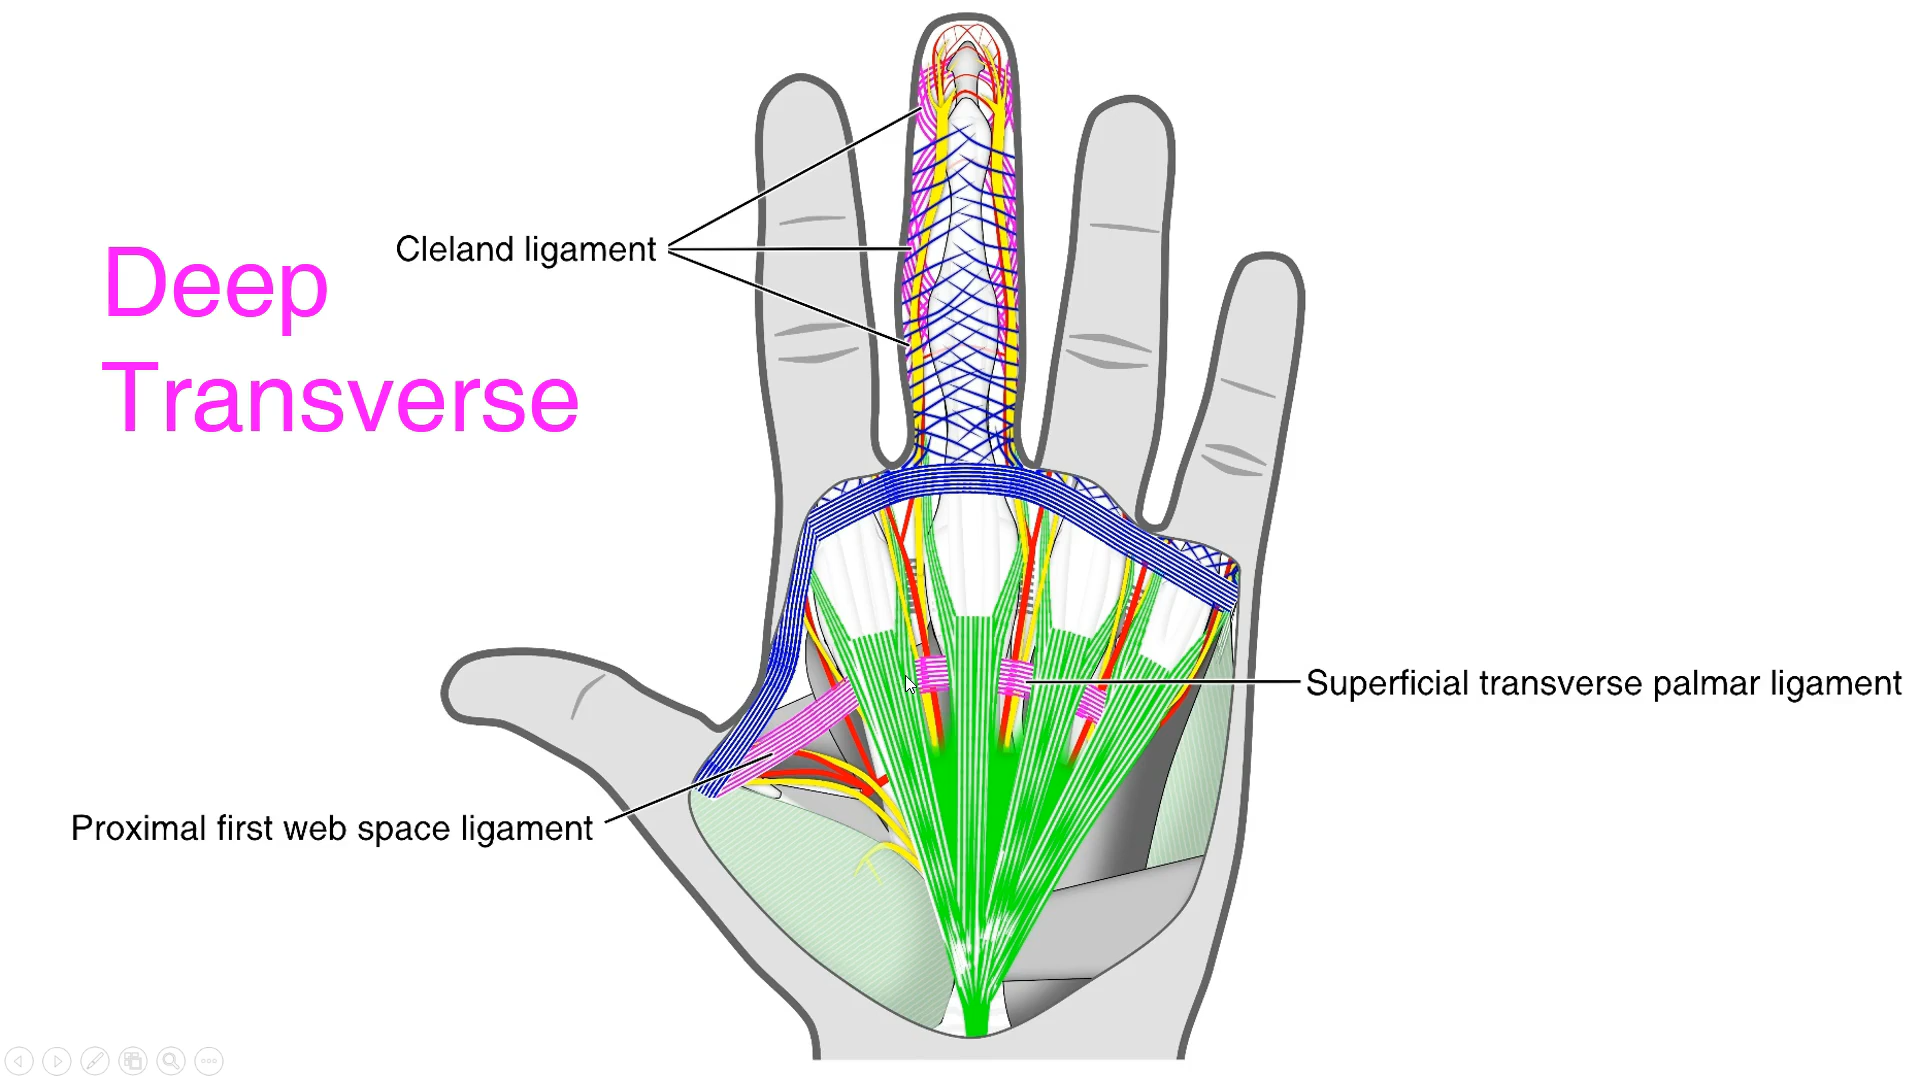 Deep
Transverse
Cleland ligament
Superficial transverse palmar ligament
Proximal first web space ligament